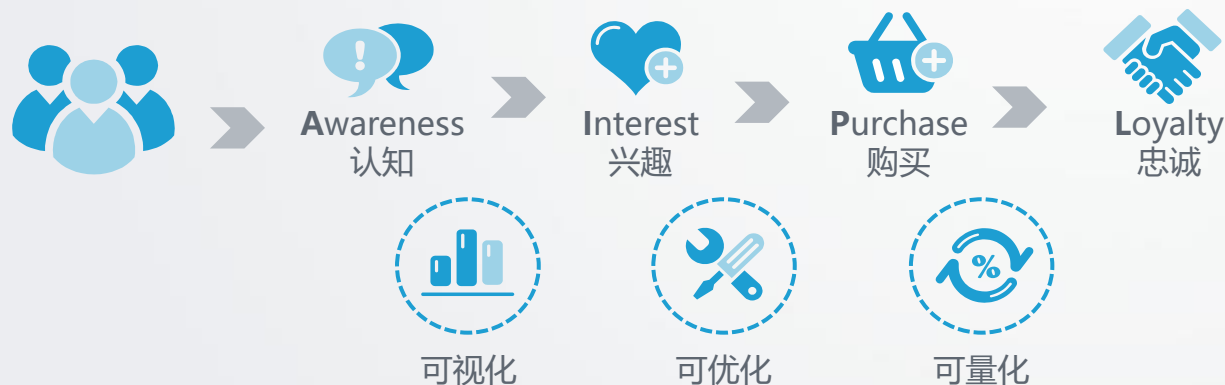 Awareness
认知
Interest
兴趣
Purchase
购买
Loyalty
忠诚
%
可视化
可优化
可量化